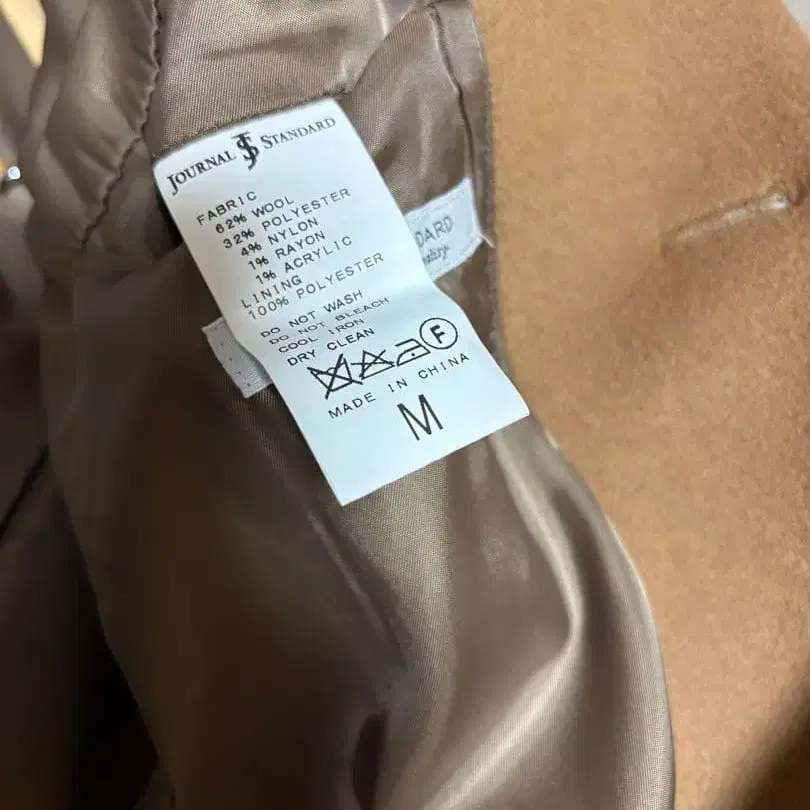 JOURNAL JS STANDARD
FABRIC
62% WOOL
32% POLYESTER
4% NYLON
1% RAYON
1% ACRYLIC
LINING
100% POLYESTER
DO NOT WASH
DO NOT BLEACH
COOL IRON
DRY CLEAN
F
MADE IN CHINA
M
DARD